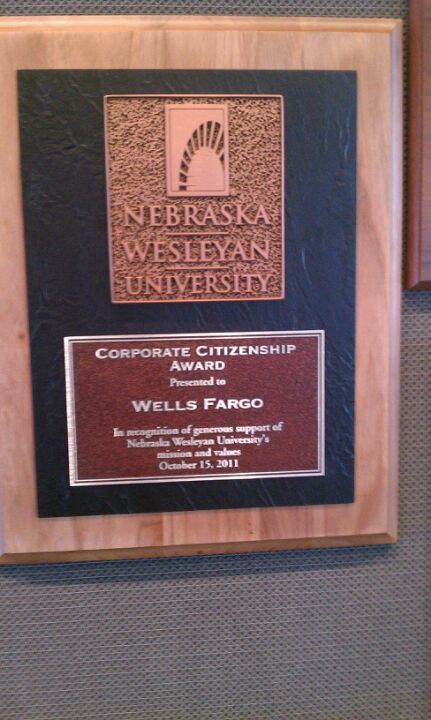 NEBRASKA
WESLEYAN
UNIVERSITY
CORPORATE CITIZENSHIP
AWARD
Presented to
WELLS FARGO
In recognition of generous support of
Nebraska Wesleyan University's
mission and values
October 15, 2011